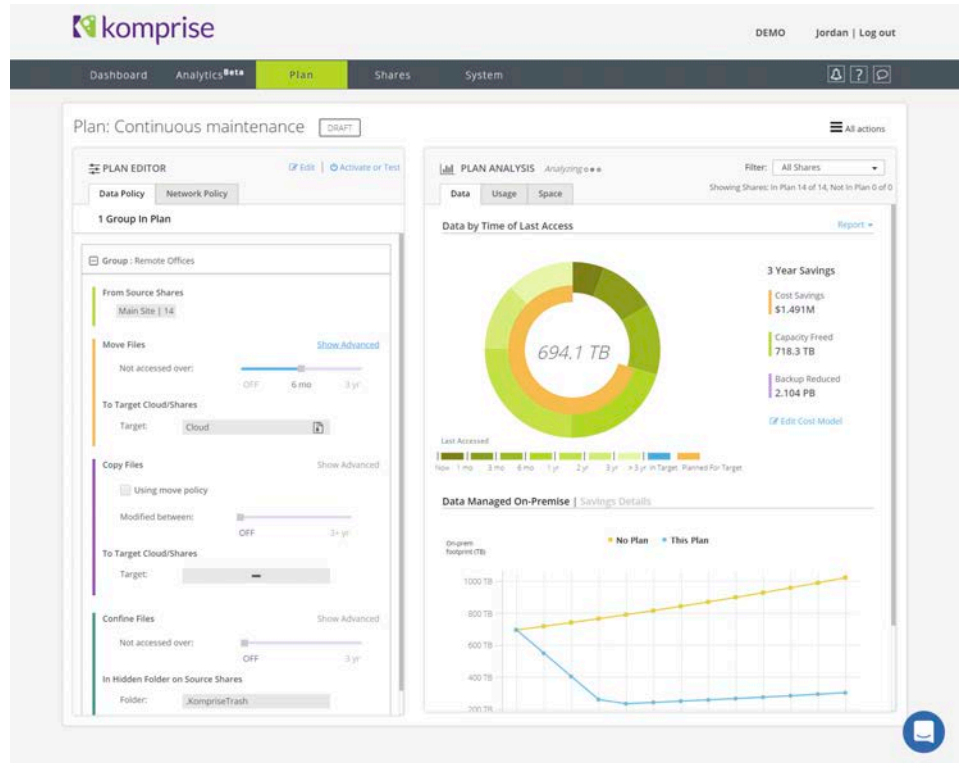 komprise
DEMO Jordan | Log out
Dashboard Analytics Beta Plan Shares System ?
Plan: Continuous maintenance DRAFT
All actions
PLAN EDITOR Edit | Activate or Test
Data Policy Network Policy
1 Group In Plan
Group : Remote Offices
From Source Shares
Main Site | 14
Move Files Show Advanced
Not accessed over:
OFF 6 mo 3 yr
To Target Cloud/Shares
Target: Cloud
Copy Files Show Advanced
Using move policy
Modified between:
OFF 3+ yr
To Target Cloud/Shares
Target: –
Confine Files Show Advanced
Not accessed over:
OFF 3 yr
In Hidden Folder on Source Shares
Folder: .KompriseTrash
PLAN ANALYSIS Analyzing
Filter: All Shares
Showing Shares: In Plan 14 of 14, Not In Plan 0 of 0
Data Usage Space
Data by Time of Last Access Report
694.1 TB
3 Year Savings
Cost Savings
$1.491M
Capacity Freed
718.3 TB
Backup Reduced
2.104 PB
Edit Cost Model
Last Accessed
Now 1 mo 3 mo 6 mo 1 yr 2 yr 3 yr > 3 yr In Target Planned For Target
Data Managed On-Premise | Savings Details
On-prem
footprint (TB)
No Plan This Plan
1000 TB
800 TB
600 TB
400 TB
200 TB